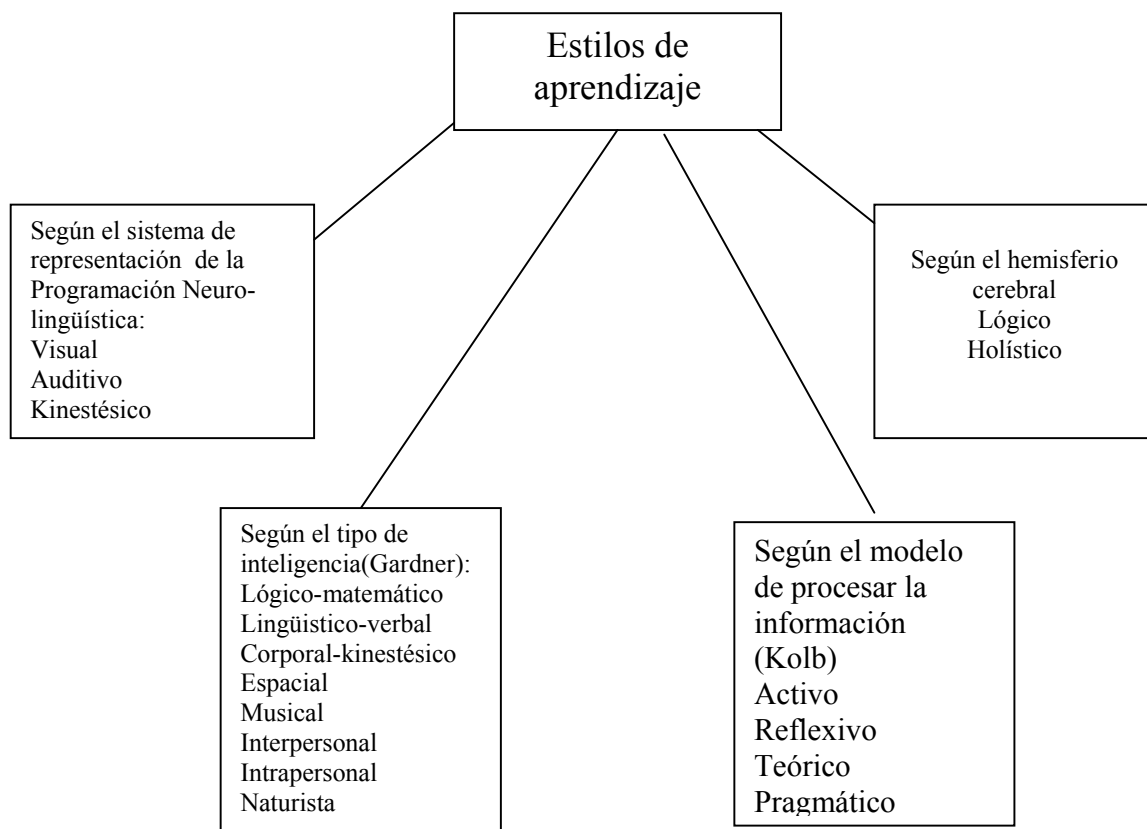 Estilos de
aprendizaje
Según el sistema de
representación de la
Programación Neuro-
lingüística:
Visual
Auditivo
Kinestésico
Según el hemisferio
cerebral
Lógico
Holístico
Según el tipo de
inteligencia(Gardner):
Lógico-matemático
Lingüistico-verbal
Corporal-kinestésico
Espacial
Musical
Interpersonal
Intrapersonal
Naturista
Según el modelo
de procesar la
información
(Kolb)
Activo
Reflexivo
Teórico
Pragmático